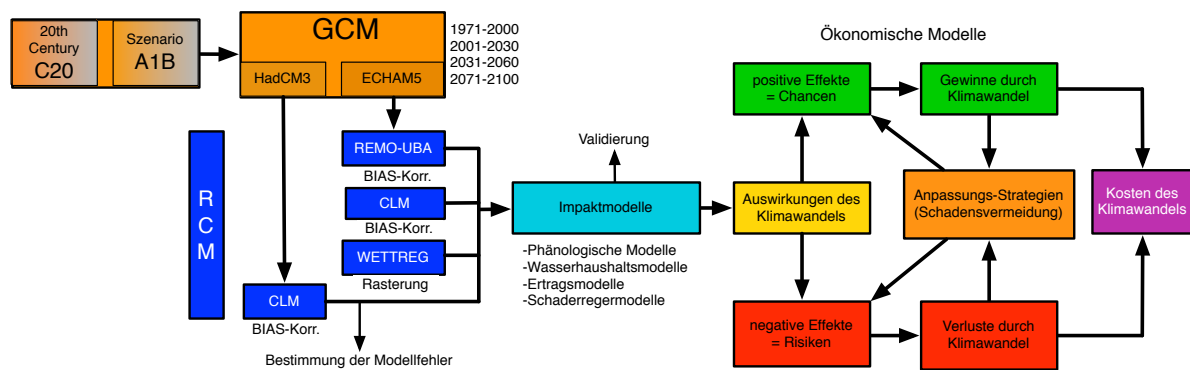 20th
Century
C20
Szenario
A1B
GCM
HadCM3
ECHAM5
1971-2000
2001-2030
2031-2060
2071-2100
RCM
REMO-UBA
BIAS-Korr.
CLM
BIAS-Korr.
WETTREG
Rasterung
CLM
BIAS-Korr.
Bestimmung der Modellfehler
Validierung
Impaktmodelle
-Phänologische Modelle
-Wasserhaushaltsmodelle
-Ertragsmodelle
-Schaderregermodelle
Ökonomische Modelle
Auswirkungen des
Klimawandels
positive Effekte
= Chancen
Gewinne durch
Klimawandel
Anpassungs-Strategien
(Schadensvermeidung)
Kosten des
Klimawandels
negative Effekte
= Risiken
Verluste durch
Klimawandel